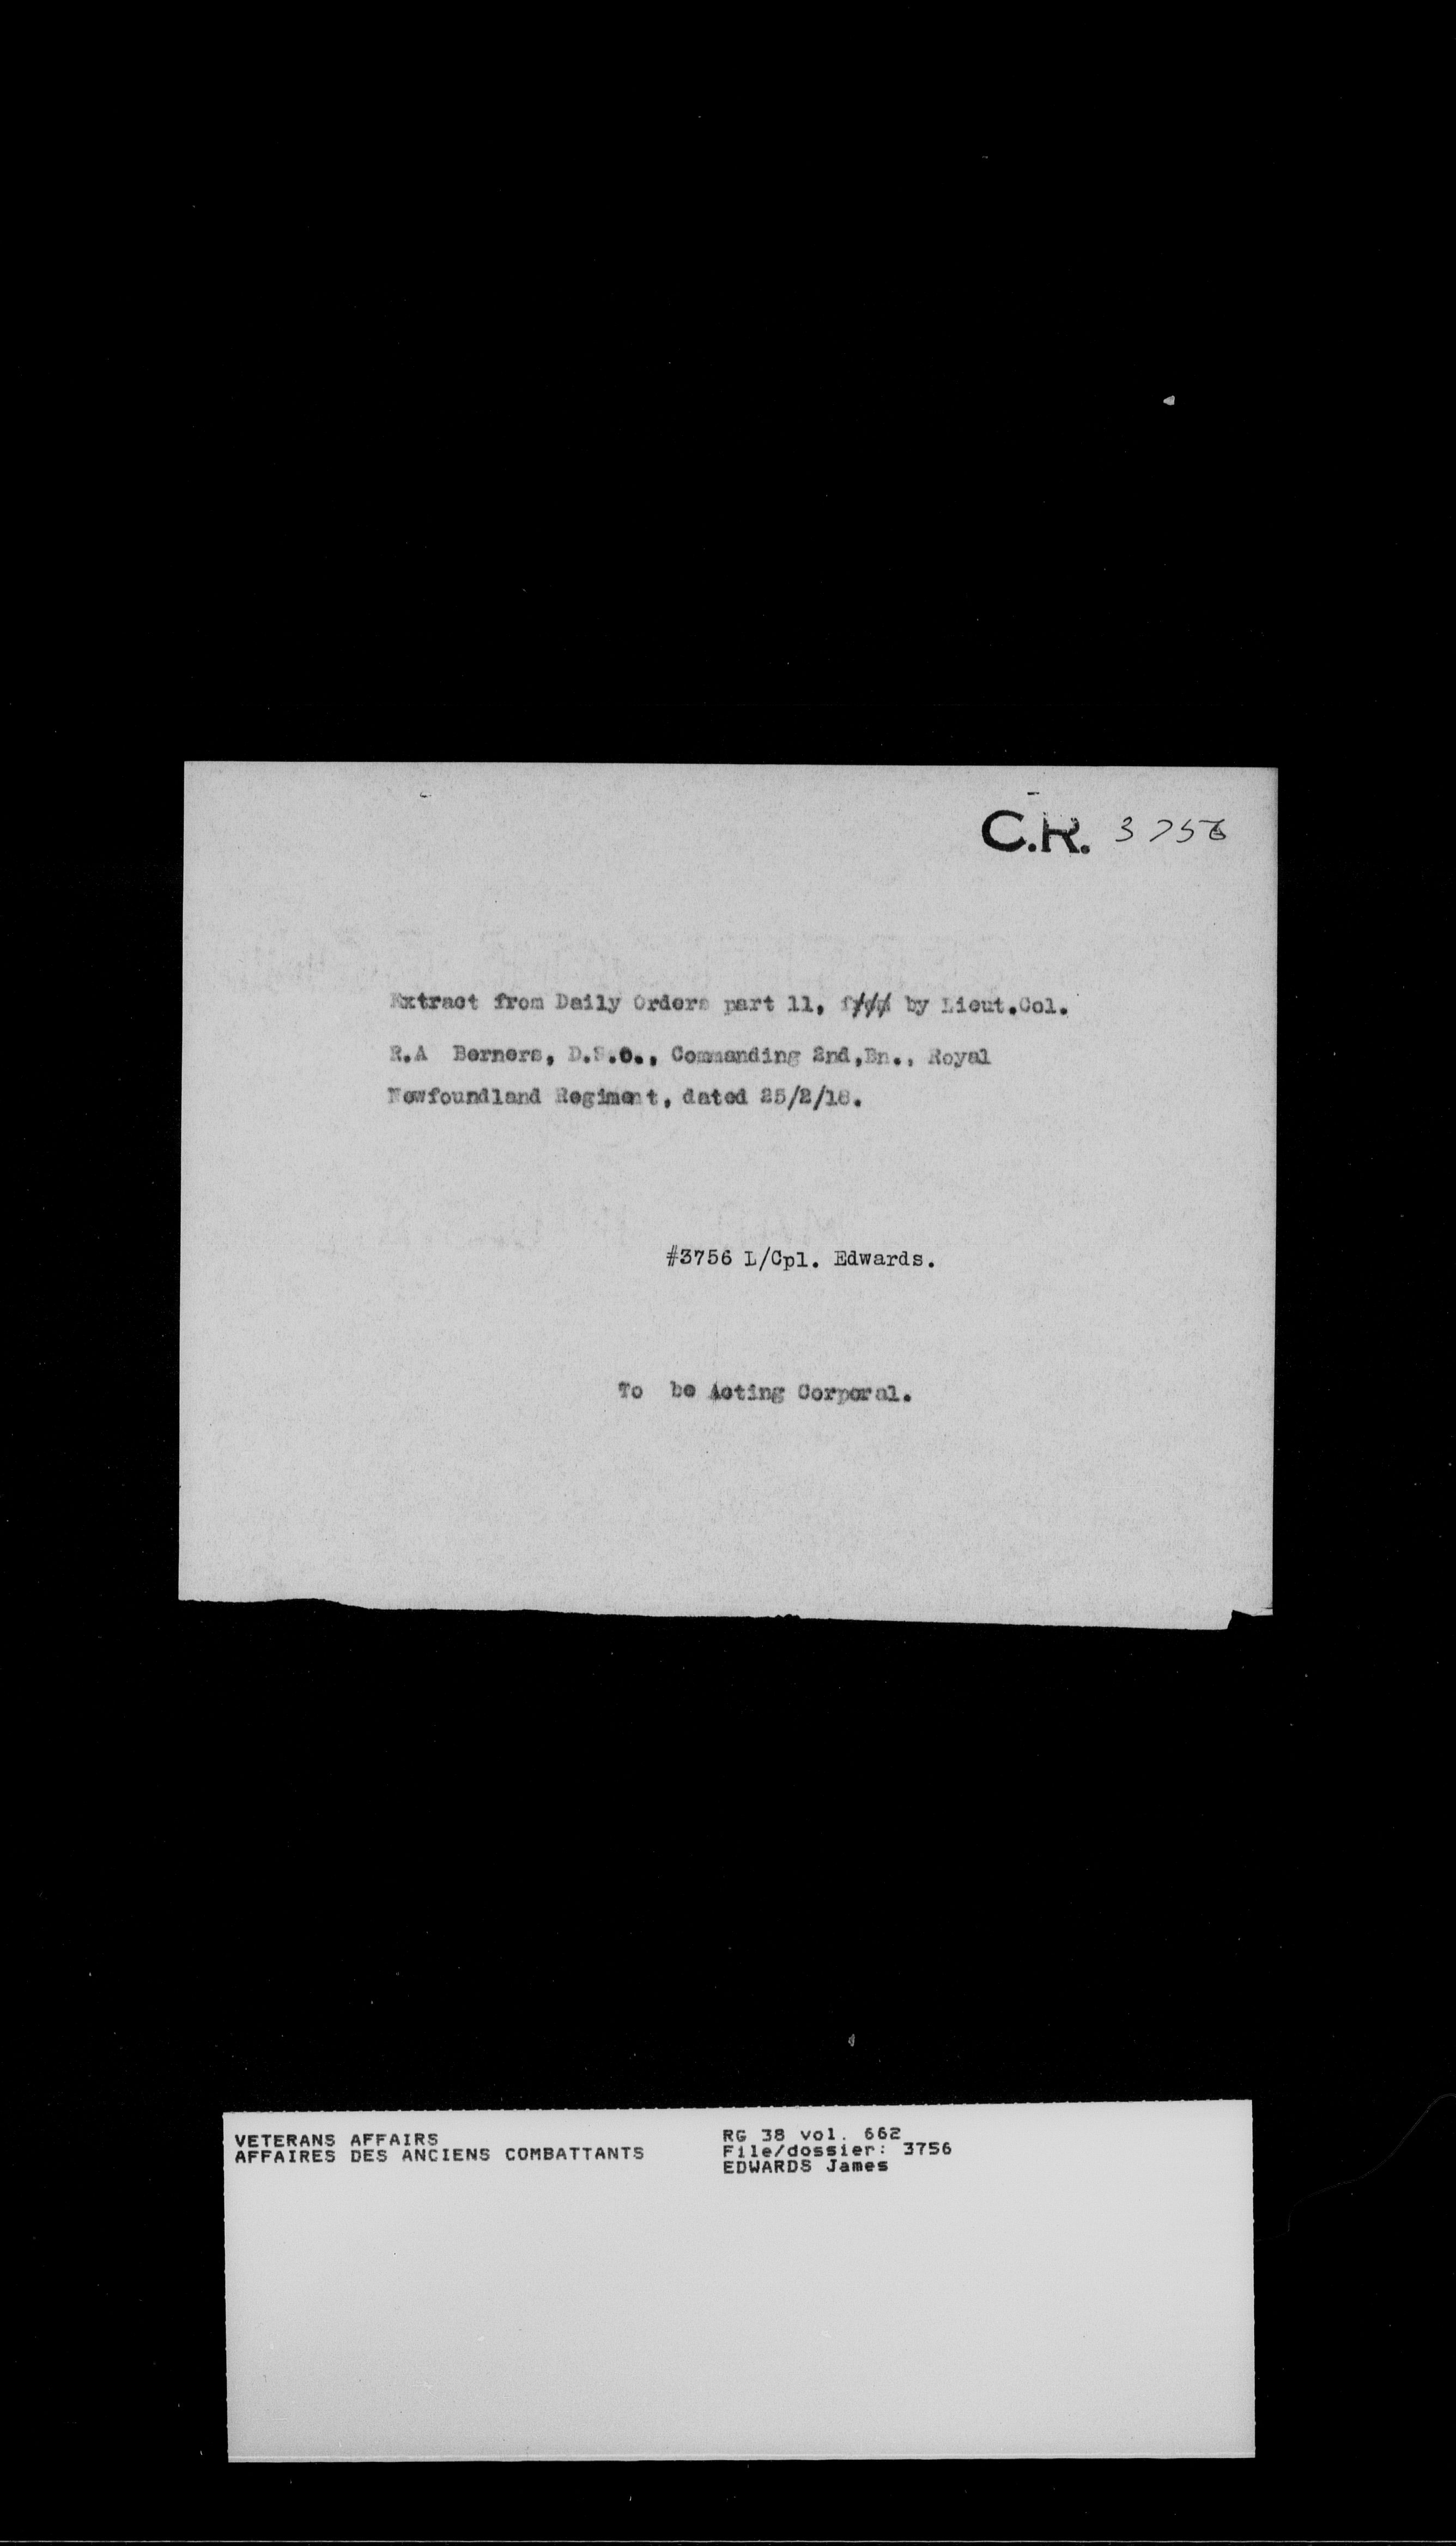 C.R. 3756
Extract from Daily Orders part 11, by Lieut.Col.
R.A Berners, D.S.O., Commanding 2nd,Bn., Royal
Newfoundland Regiment, dated 25/2/18.
#3756 L/Cpl. Edwards.
To be Acting Corporal.
VETERANS AFFAIRS
AFFAIRES DES ANCIENS COMBATTANTS
RG 38 vol. 662
File/dossier: 3756
EDWARDS James